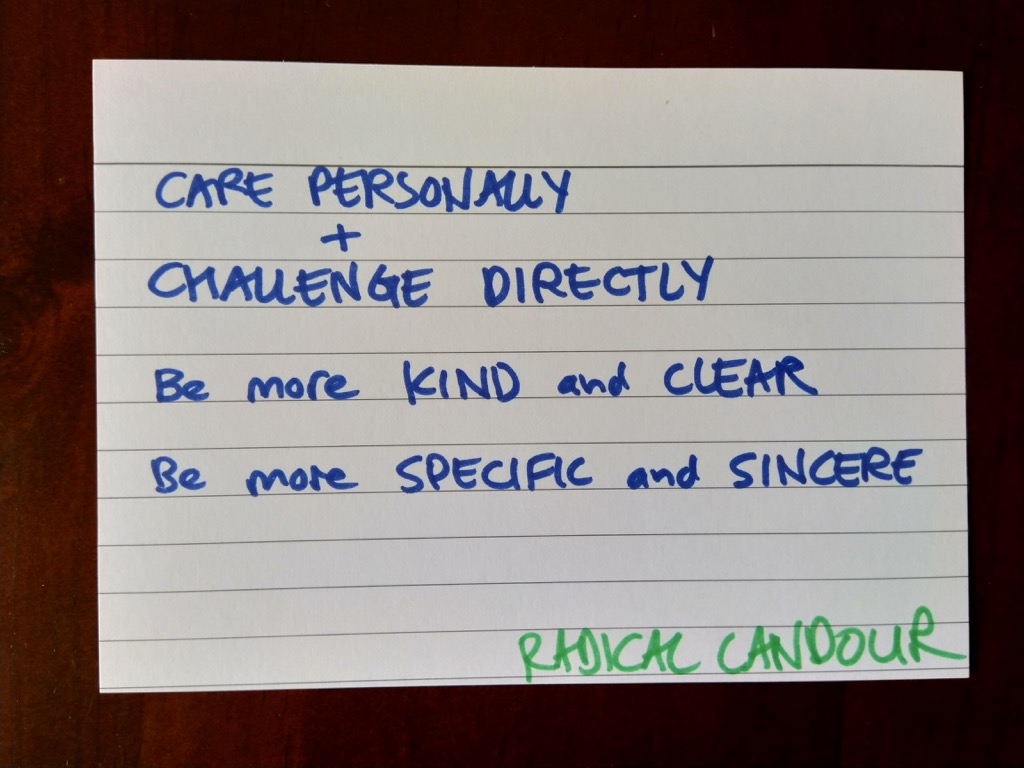 CARE PERSONALLY
+
CHALLENGE DIRECTLY
Be more KIND and CLEAR
Be more SPECIFIC and SINCERE
RADICAL CANDOUR